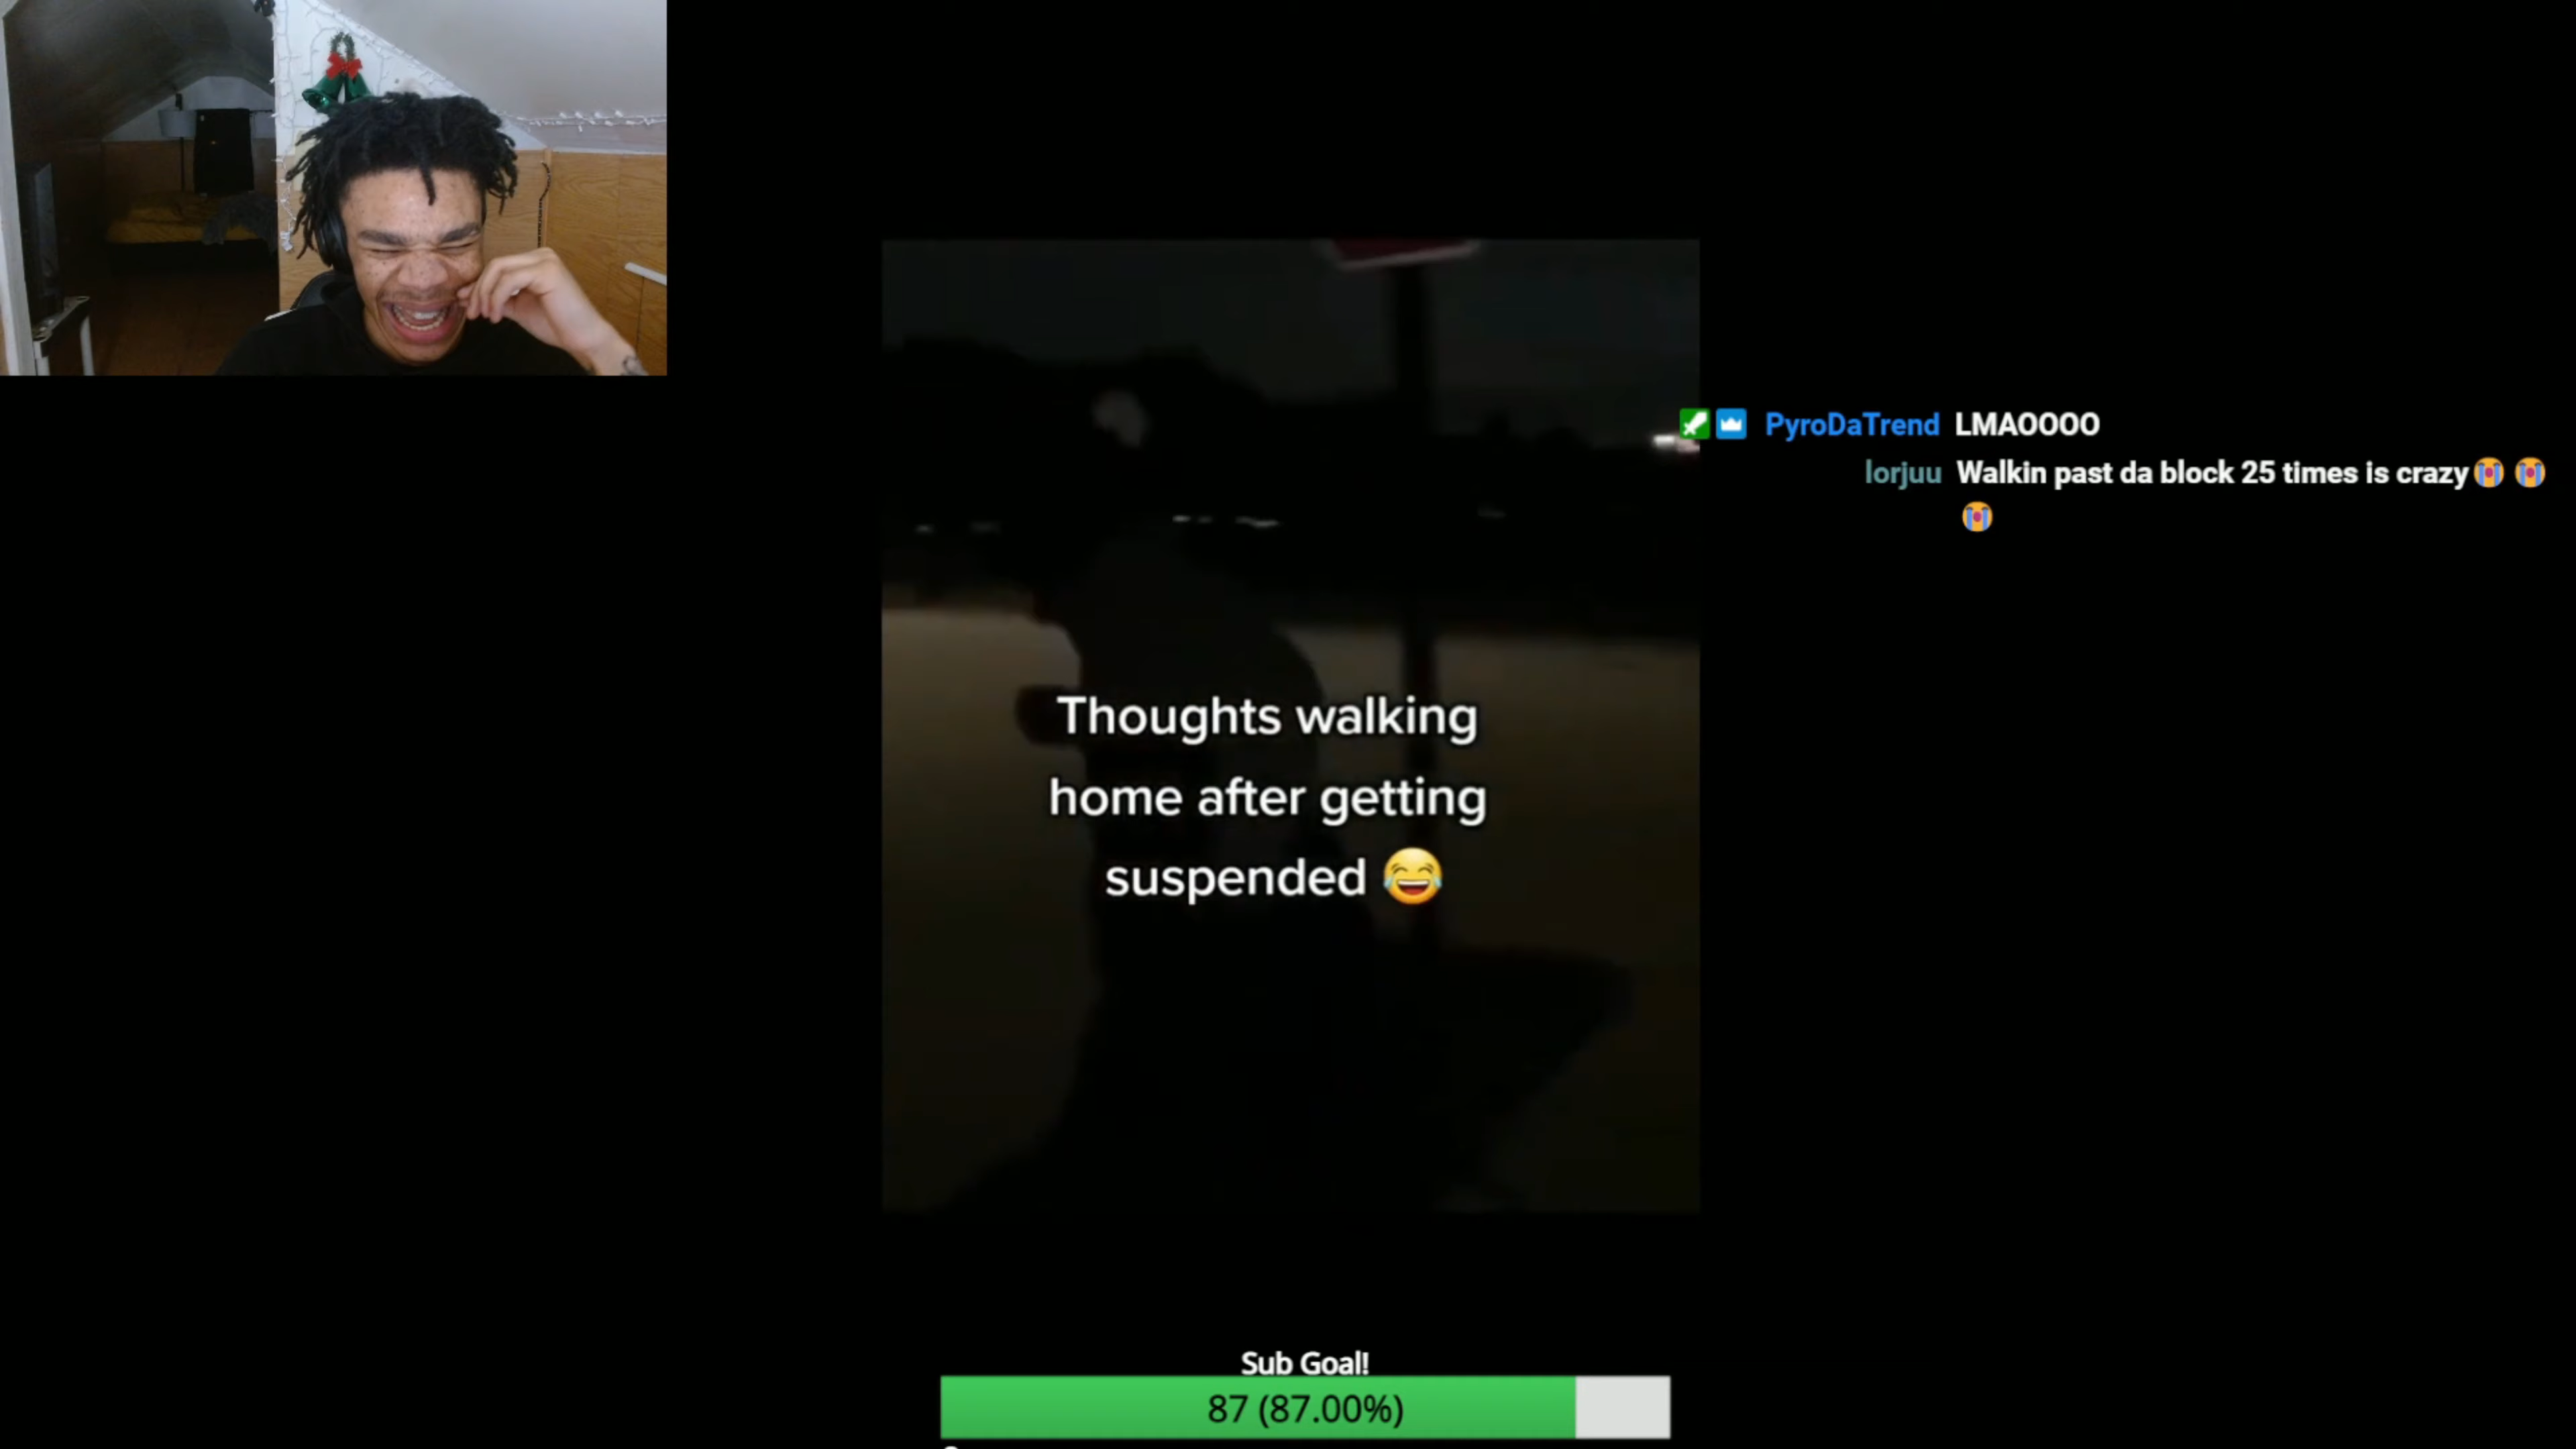 PyroDaTrend LMAOOOO
lorjuu Walkin past da block 25 times is crazy😭😭
😭
Thoughts walking
home after getting
suspended 😂
Sub Goal!
87 (87.00%)